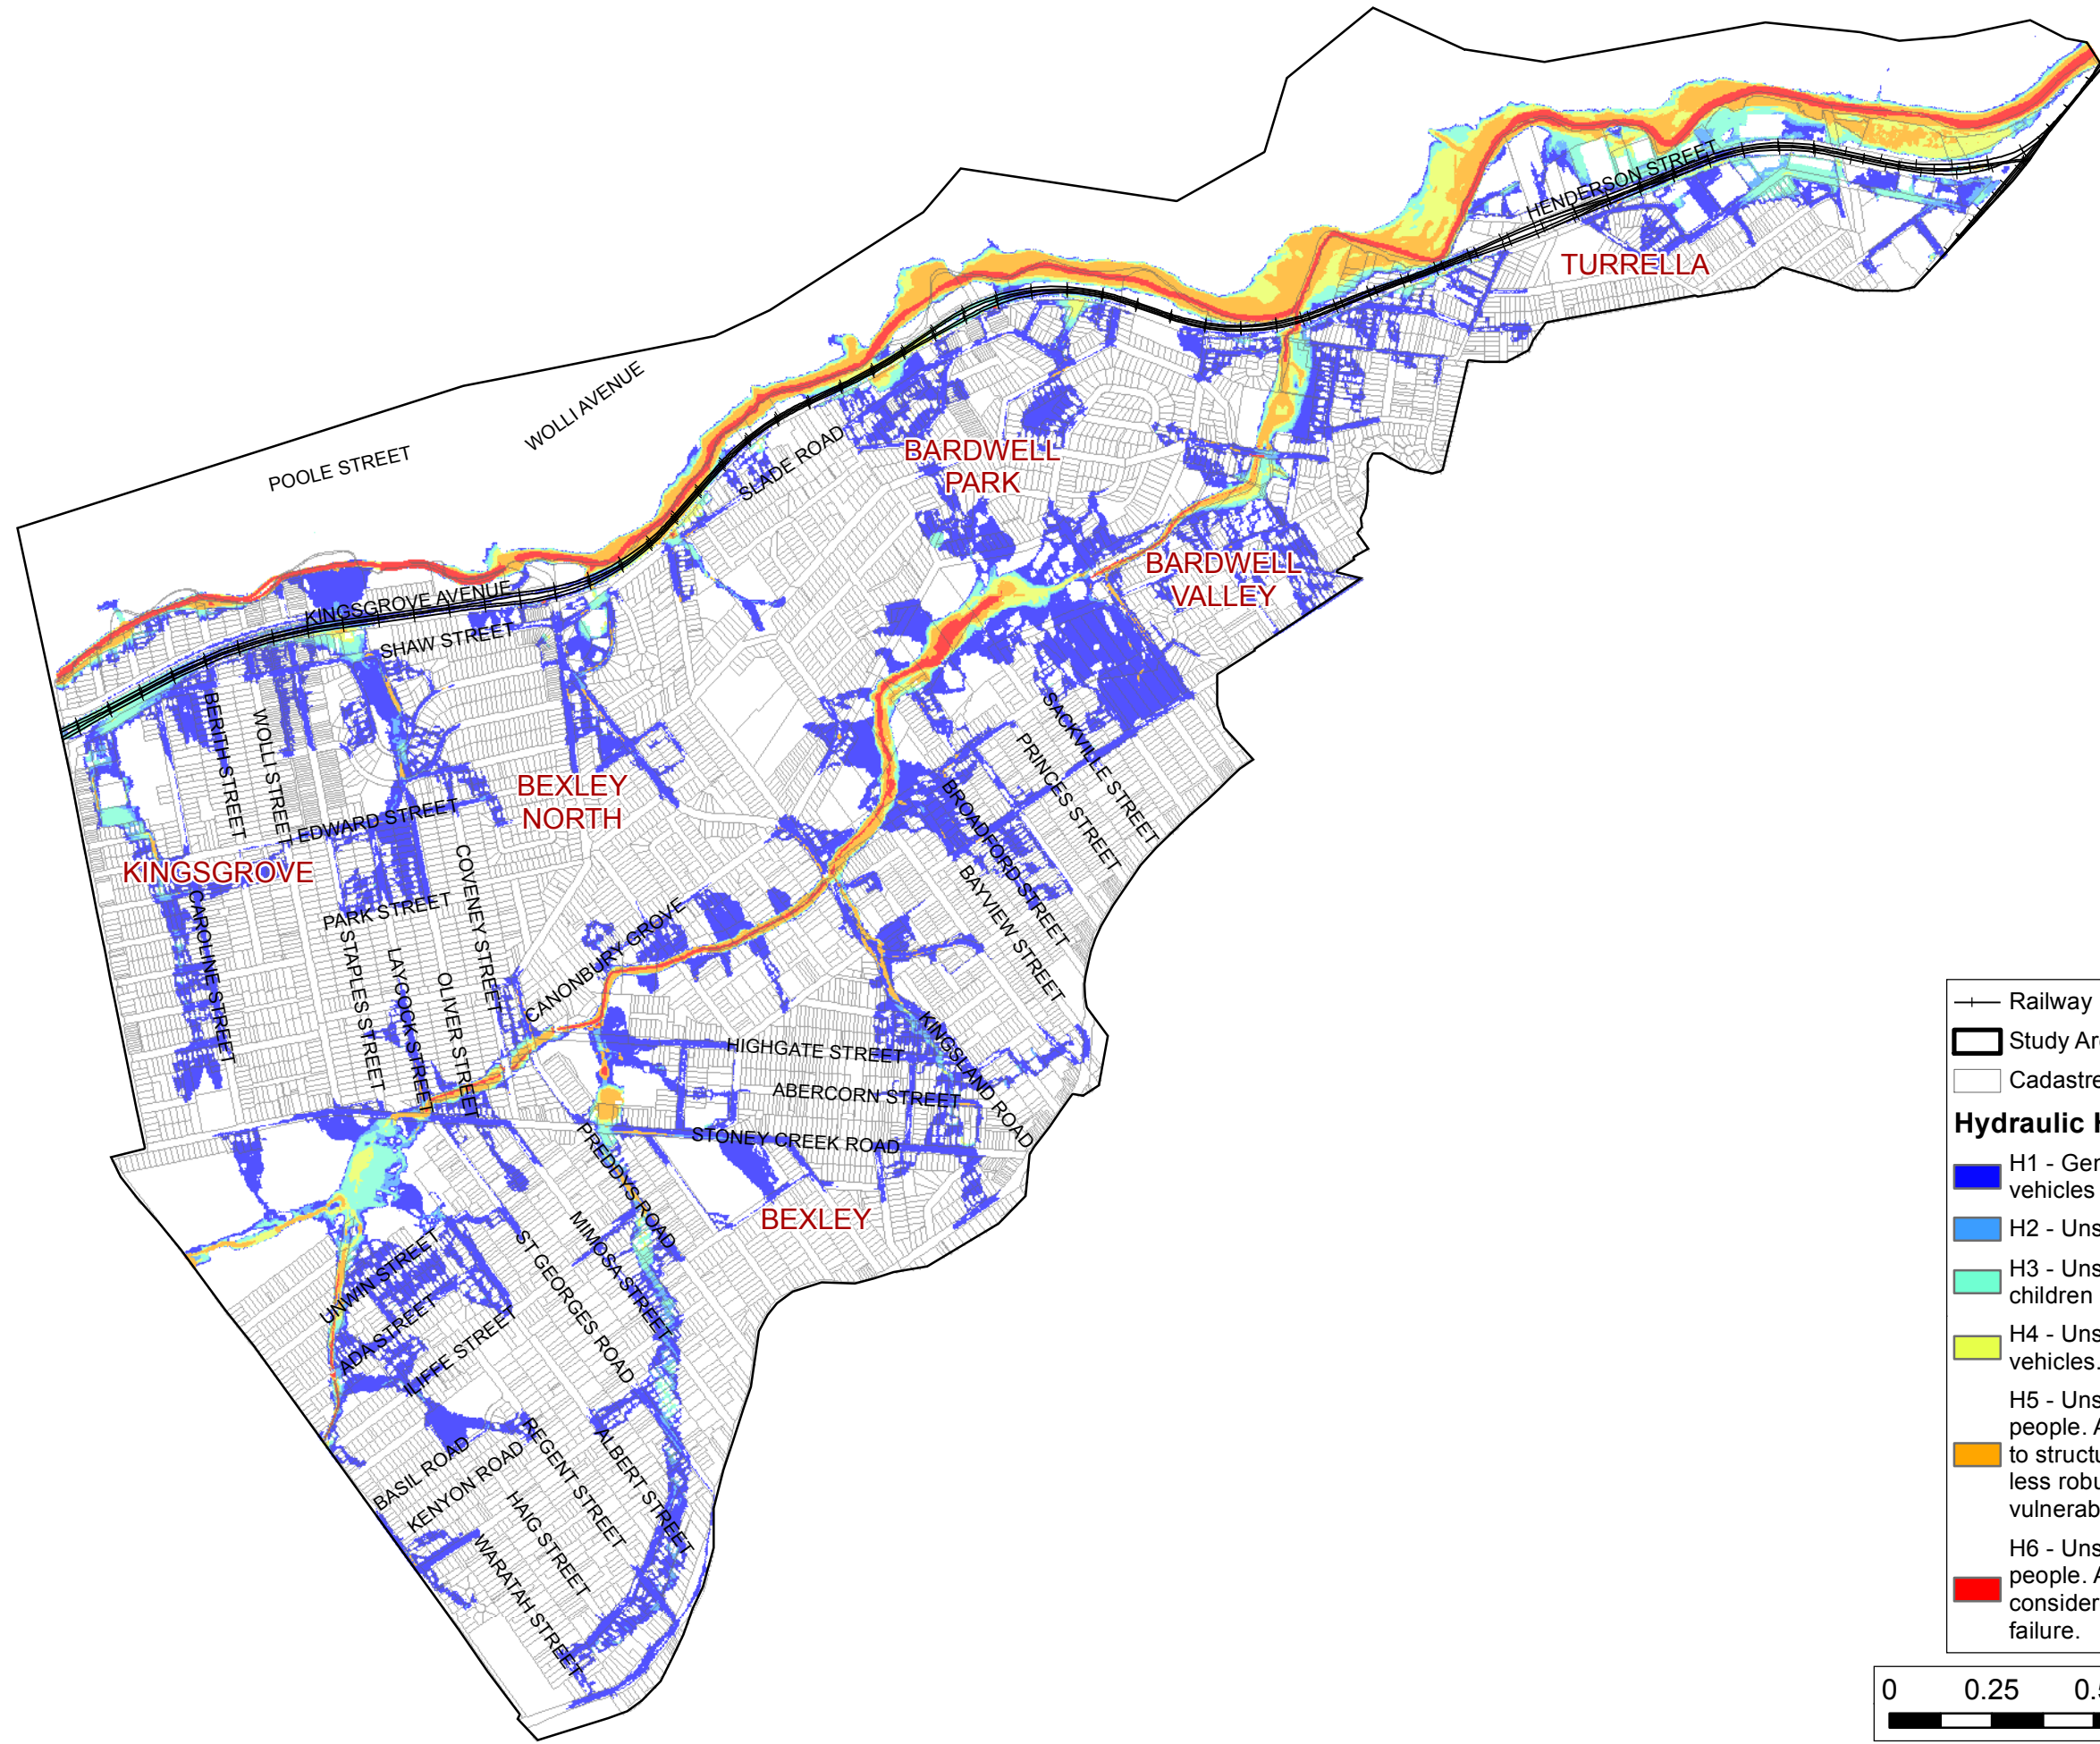 HENDERSON STREET
TURRELLA
WOLLI AVENUE
POOLE STREET
SLADE ROAD
BARDWELL
PARK
BARDWELL
VALLEY
KINGSGROVE AVENUE
SHAW STREET
BERITH STREET
WOLLI STREET
SACKVILLE STREET
PRINCES STREET
BEXLEY
NORTH
EDWARD STREET
BROADFORD STREET
KINGSGROVE
COVENEY STREET
BAYVIEW STREET
PARK STREET
CAROLINE STREET
STAPLES STREET
LAYCOCK STREET
OLIVER STREET
CANONBURY GROVE
KINGSLAND ROAD
HIGHGATE STREET
ABERCORN STREET
STONEY CREEK ROAD
PREDDYS ROAD
BEXLEY
MIMOSA STREET
ST GEORGES ROAD
UNWIN STREET
ADA STREET
ILIFFE STREET
BASIL ROAD
KENYON ROAD
REGENT STREET
ALBERT STREET
HAIG STREET
WARATAH STREET
Railway
Study Ar
Cadastre
Hydraulic H
H1 - Gen
vehicles
H2 - Uns
H3 - Uns
children
H4 - Uns
vehicles.
H5 - Uns
people. A
to structu
less robu
vulnerab
H6 - Uns
people. A
consider
failure.
0 0.25 0.5